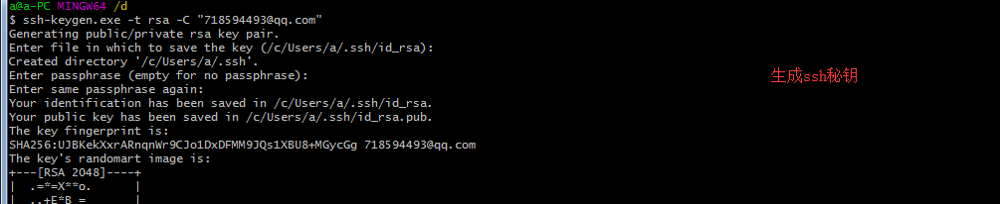 a@a-PC MINGW64 /d
$ ssh-keygen.exe -t rsa -C "718594493@qq.com"
Generating public/private rsa key pair.
Enter file in which to save the key (/c/Users/a/.ssh/id_rsa):
Created directory '/c/Users/a/.ssh'.
Enter passphrase (empty for no passphrase):
生成ssh秘钥
Enter same passphrase again:
Your identification has been saved in /c/Users/a/.ssh/id_rsa.
Your public key has been saved in /c/Users/a/.ssh/id_rsa.pub.
The key fingerprint is:
SHA256:UJBKekXxrARnqnWr9CJo1DxDFMM9JQs1XBU8+MGycGg 718594493@qq.com
The key's randomart image is:
+---[RSA 2048]----+
|  .=*=X**o.      |
|  ..+E*B =       |